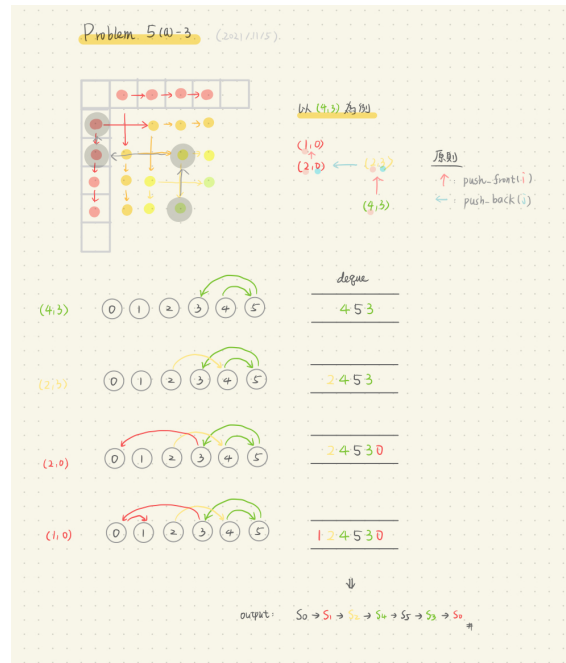 Problem 5(a)-3 (2021/11/5).
以 (4,3) 為例
(1,0)
(2,0) ← (2,3)
(4,3)
原則
↑ : push_front(i)
← : push_back(j)
deque
(4,3) 0 1 2 3 4 5 4 5 3
(2,3) 0 1 2 3 4 5 2 4 5 3
(2,0) 0 1 2 3 4 5 2 4 5 3 0
(1,0) 0 1 2 3 4 5 1 2 4 5 3 0
⇓
output: S0 → S1 → S2 → S4 → S5 → S3 → S0 #